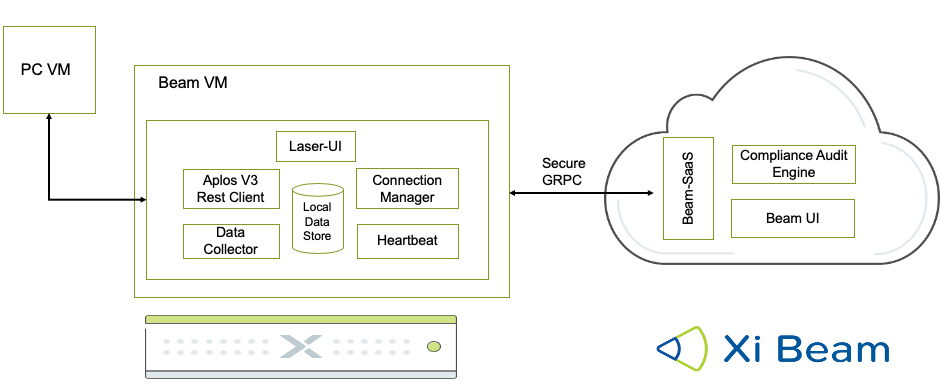 PC VM
Beam VM
Laser-UI
Aplos V3
Rest Client
Connection
Manager
Local
Data
Store
Data
Collector
Heartbeat
Secure
GRPC
Beam-SaaS
Compliance Audit
Engine
Beam UI
Xi Beam